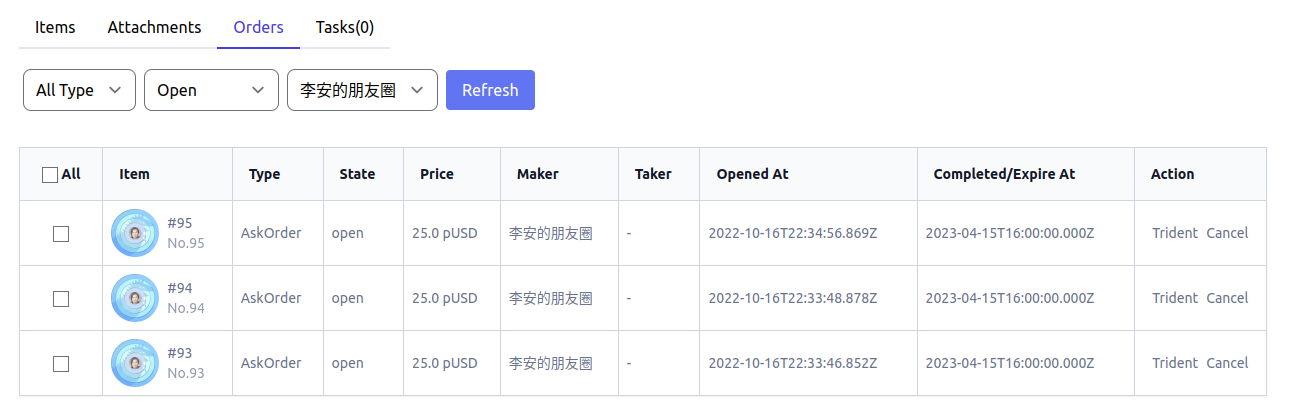 Items Attachments Orders Tasks(0)
All Type Open 李安的朋友圈 Refresh
All Item Type State Price Maker Taker Opened At Completed/Expire At Action
#95
No.95
AskOrder open 25.0 pUSD 李安的朋友圈 - 2022-10-16T22:34:56.869Z 2023-04-15T16:00:00.000Z Trident Cancel
#94
No.94
AskOrder open 25.0 pUSD 李安的朋友圈 - 2022-10-16T22:33:48.878Z 2023-04-15T16:00:00.000Z Trident Cancel
#93
No.93
AskOrder open 25.0 pUSD 李安的朋友圈 - 2022-10-16T22:33:46.852Z 2023-04-15T16:00:00.000Z Trident Cancel